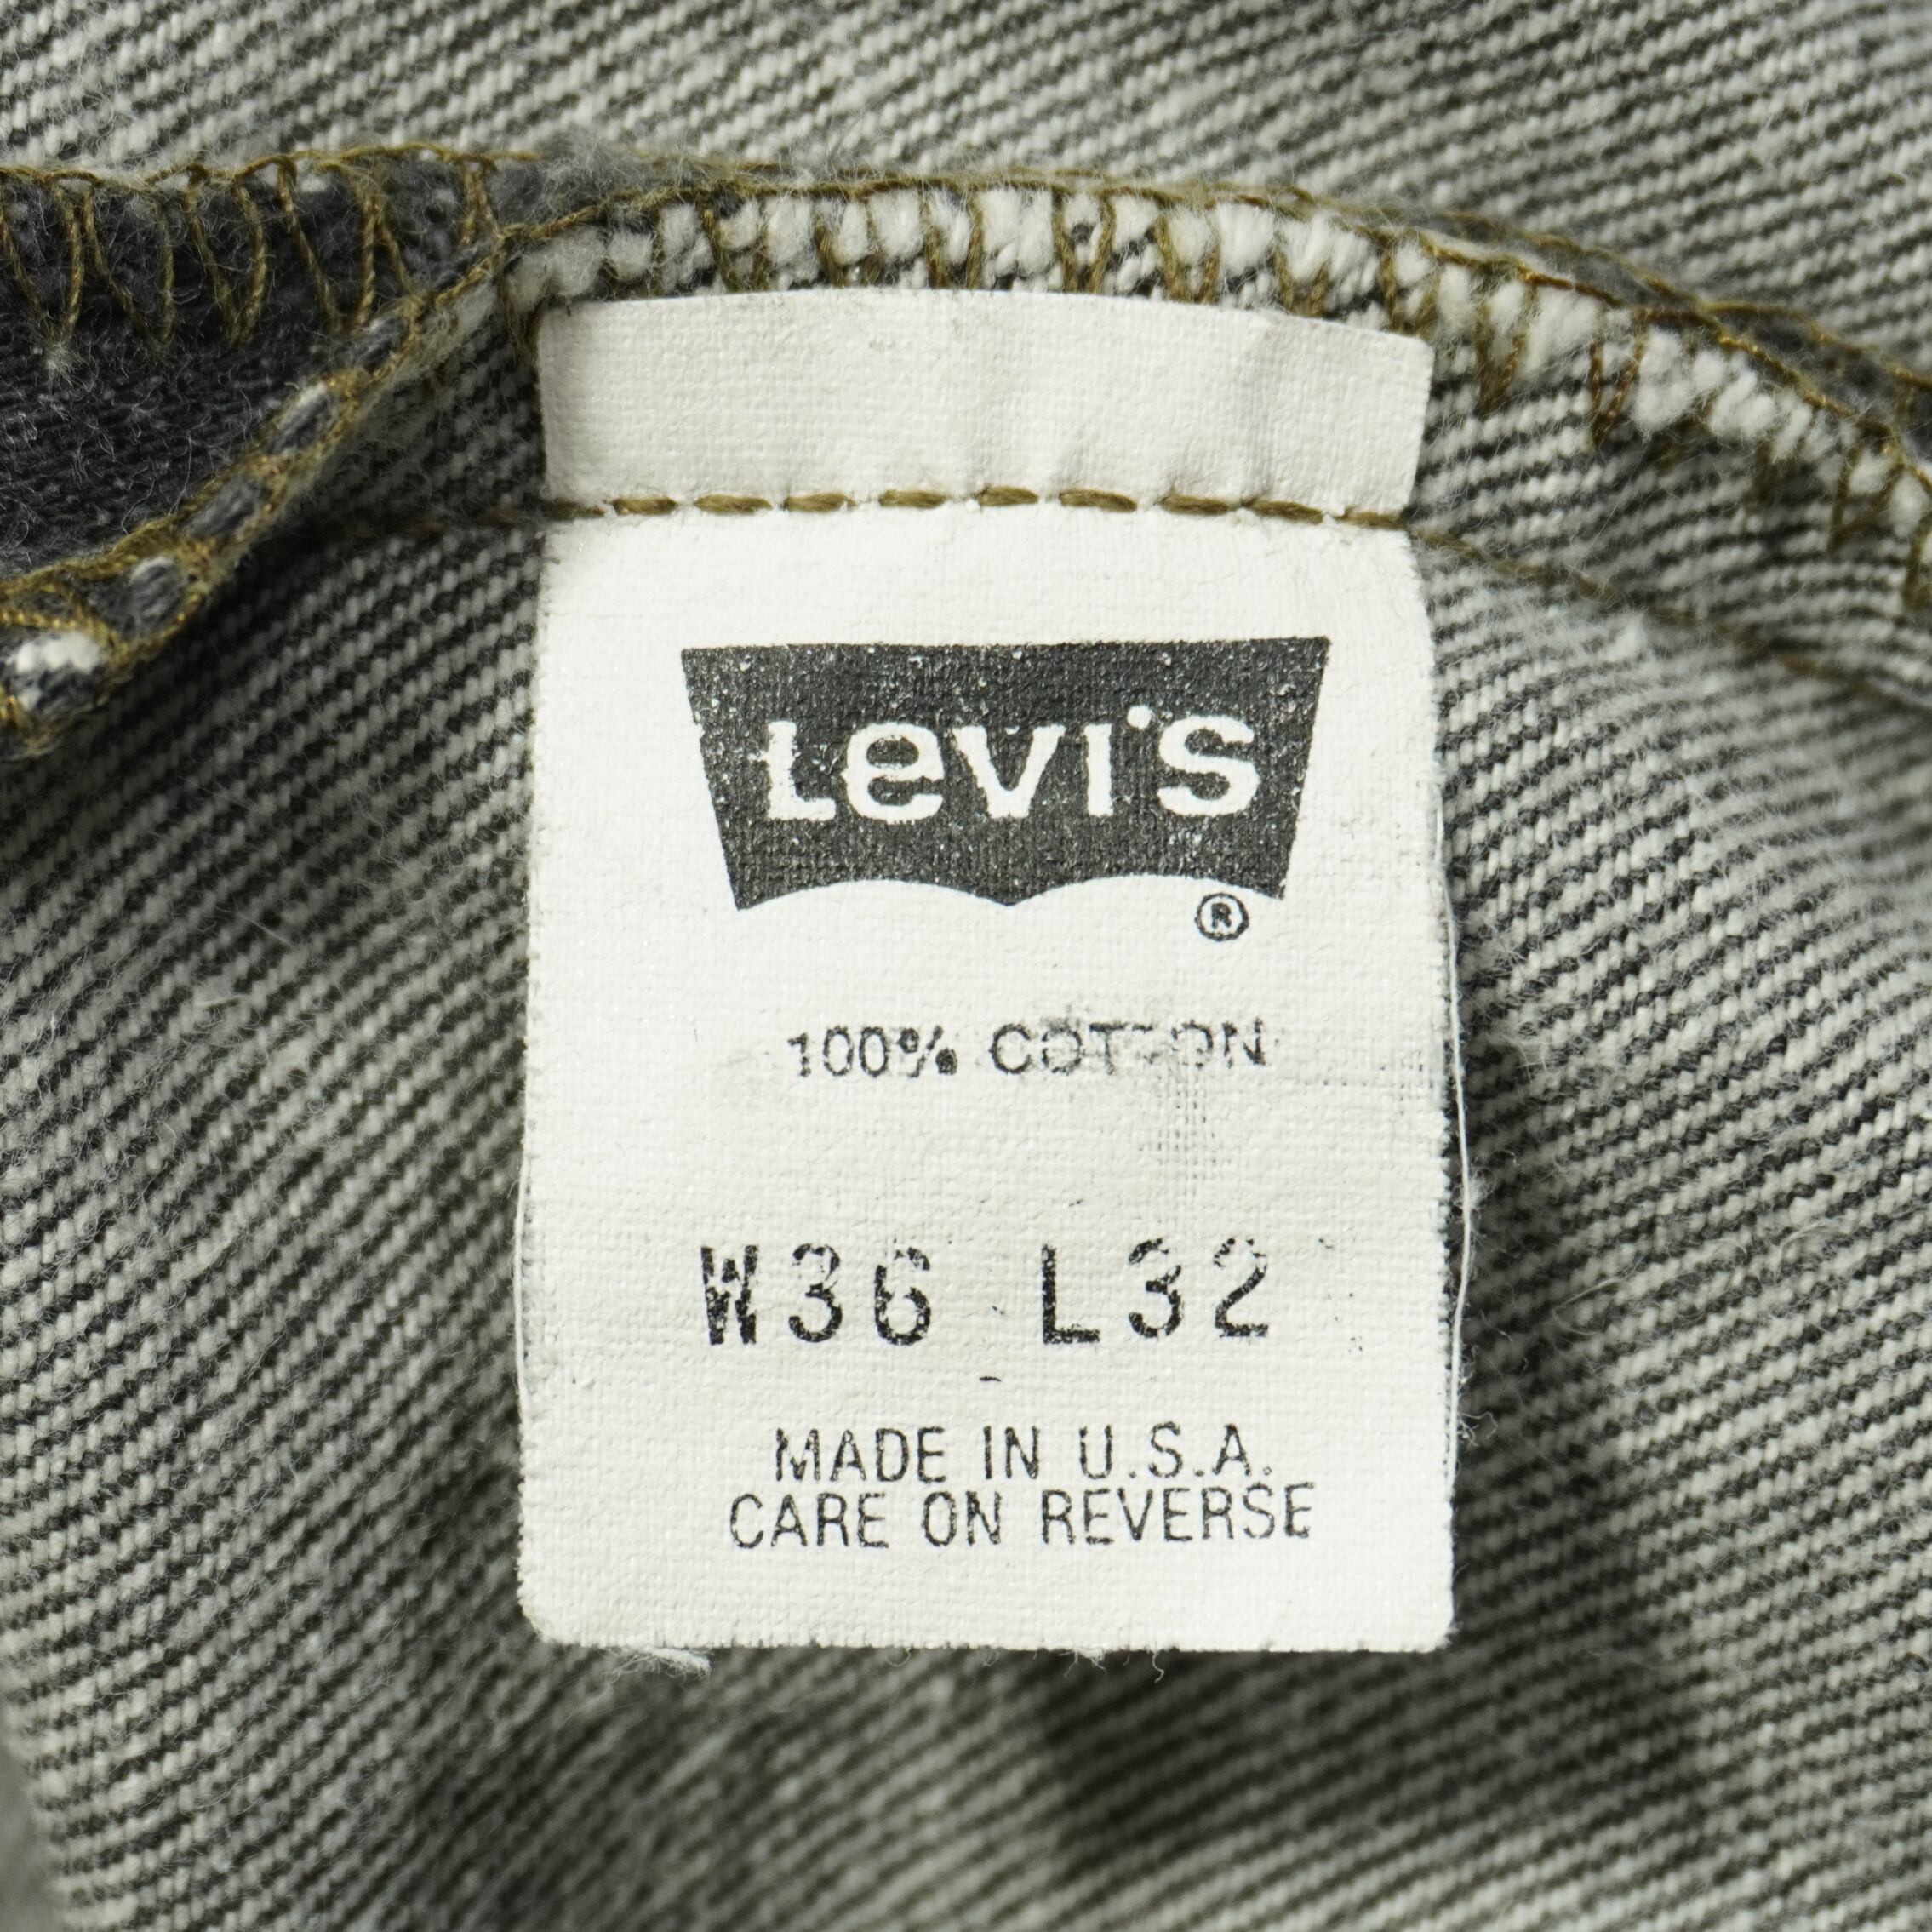 Levi's
®
100% COTTON
W36 L32
MADE IN U.S.A.
CARE ON REVERSE